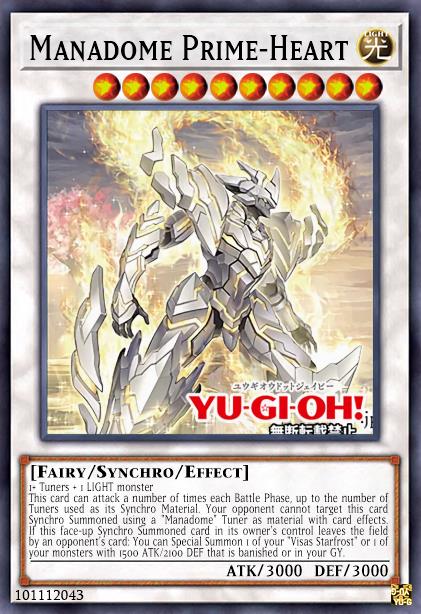 MANADOME PRIME-HEART
LIGHT
光
ユウギオウドットジェイピー
YU-GI-OH!
.jp
無断転載禁止
[FAIRY/SYNCHRO/EFFECT]
1+ Tuners + 1 LIGHT monster
This card can attack a number of times each Battle Phase, up to the number of
Tuners used as its Synchro Material. Your opponent cannot target this card
Synchro Summoned using a "Manadome" Tuner as material with card effects.
If this face-up Synchro Summoned card in its owner's control leaves the field
by an opponent's card: You can Special Summon 1 of your "Visas Starfrost" or 1 of
your monsters with 1500 ATK/2100 DEF that is banished or in your GY.
ATK/3000 DEF/3000
101112043